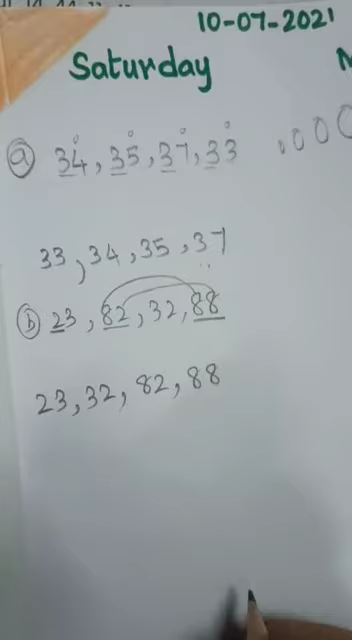 10-07-2021
Saturday
(a) 34, 35, 37, 33
33, 34, 35, 37
(b) 23, 82, 32, 88
23, 32, 82, 88